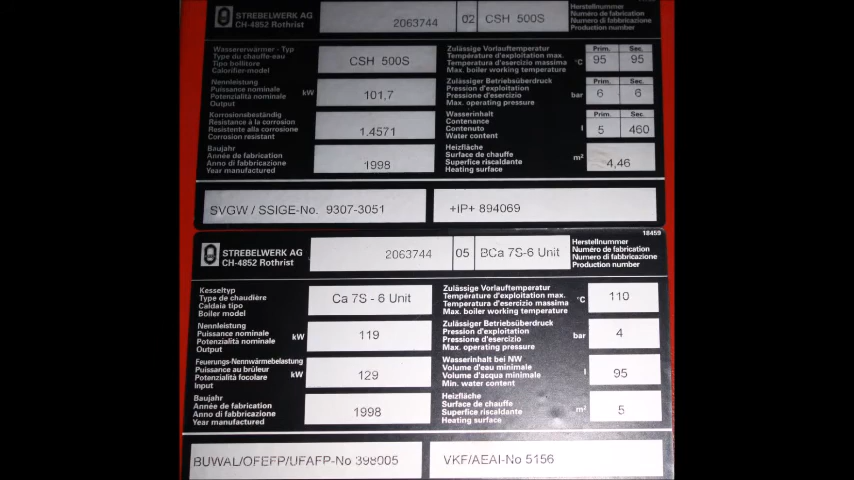 STREBELWERK AG
CH-4852 Rothrist
2063744 02 CSH 500S
Herstellnummer
Numéro de fabrication
Numero di fabbricazione
Production number
Wassererwärmer - Typ
Type du chauffe-eau
Tipo bollitore
Calorifier-model
CSH 500S
Zulässige Vorlauftemperatur
Température d'exploitation max.
Temperatura d'esercizio massima
Max. boiler working temperature
°C
Prim. Sec.
95 95
Nennleistung
Puissance nominale
Potenzialità nominale
Output
kW
101,7
Zulässiger Betriebsüberdruck
Pression d'exploitation
Pressione d'esercizio
Max. operating pressure
bar
Prim. Sec.
6 6
Korrosionsbeständig
Résistance à la corrosion
Resistente alla corrosione
Corrosion resistant
1.4571
Wasserinhalt
Contenance
Contenuto
Water content
l
Prim. Sec.
5 460
Baujahr
Année de fabrication
Anno di fabbricazione
Year manufactured
1998
Heizfläche
Surface de chauffe
Superfice riscaldante
Heating surface
m²
4,46
SVGW / SSIGE-No. 9307-3051
+IP+ 894069
18459
STREBELWERK AG
CH-4852 Rothrist
2063744 05 BCa 7S-6 Unit
Herstellnummer
Numéro de fabrication
Numero di fabbricazione
Production number
Kesseltyp
Type de chaudière
Caldaia tipo
Boiler model
Ca 7S - 6 Unit
Zulässige Vorlauftemperatur
Température d'exploitation max.
Temperatura d'esercizio massima
Max. boiler working temperature
°C
110
Nennleistung
Puissance nominale
Potenzialità nominale
Output
kW
119
Zulässiger Betriebsüberdruck
Pression d'exploitation
Pressione d'esercizio
Max. operating pressure
bar
4
Feuerungs-Nennwärmebelastung
Puissance au brûleur
Potenzialità focolare
Input
kW
129
Wasserinhalt bei NW
Volume d'eau minimale
Volume d'acqua minimale
Min. water content
l
95
Baujahr
Année de fabrication
Anno di fabbricazione
Year manufactured
1998
Heizfläche
Surface de chauffe
Superfice riscaldante
Heating surface
m²
5
BUWAL/OFEFP/UFAFP-No 398005
VKF/AEAI-No 5156